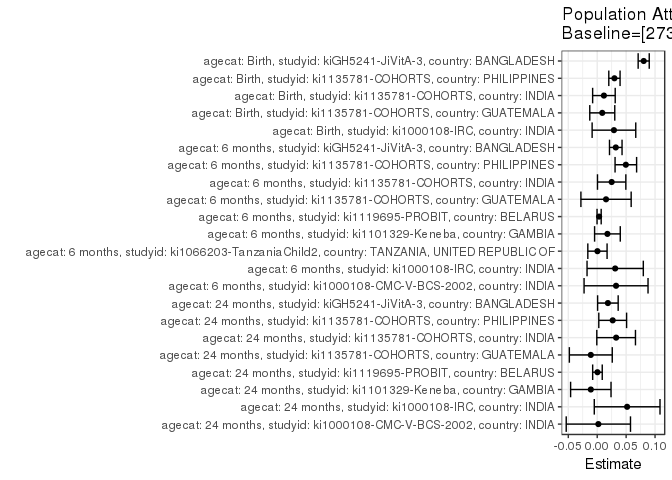 Population Att
Baseline=[273
agecat: Birth, studyid: kiGH5241-JiVitA-3, country: BANGLADESH
agecat: Birth, studyid: ki1135781-COHORTS, country: PHILIPPINES
agecat: Birth, studyid: ki1135781-COHORTS, country: INDIA
agecat: Birth, studyid: ki1135781-COHORTS, country: GUATEMALA
agecat: Birth, studyid: ki1000108-IRC, country: INDIA
agecat: 6 months, studyid: kiGH5241-JiVitA-3, country: BANGLADESH
agecat: 6 months, studyid: ki1135781-COHORTS, country: PHILIPPINES
agecat: 6 months, studyid: ki1135781-COHORTS, country: INDIA
agecat: 6 months, studyid: ki1135781-COHORTS, country: GUATEMALA
agecat: 6 months, studyid: ki1119695-PROBIT, country: BELARUS
agecat: 6 months, studyid: ki1101329-Keneba, country: GAMBIA
agecat: 6 months, studyid: ki1066203-TanzaniaChild2, country: TANZANIA, UNITED REPUBLIC OF
agecat: 6 months, studyid: ki1000108-IRC, country: INDIA
agecat: 6 months, studyid: ki1000108-CMC-V-BCS-2002, country: INDIA
agecat: 24 months, studyid: kiGH5241-JiVitA-3, country: BANGLADESH
agecat: 24 months, studyid: ki1135781-COHORTS, country: PHILIPPINES
agecat: 24 months, studyid: ki1135781-COHORTS, country: INDIA
agecat: 24 months, studyid: ki1135781-COHORTS, country: GUATEMALA
agecat: 24 months, studyid: ki1119695-PROBIT, country: BELARUS
agecat: 24 months, studyid: ki1101329-Keneba, country: GAMBIA
agecat: 24 months, studyid: ki1000108-IRC, country: INDIA
agecat: 24 months, studyid: ki1000108-CMC-V-BCS-2002, country: INDIA
-0.05 0.00 0.05 0.10
Estimate